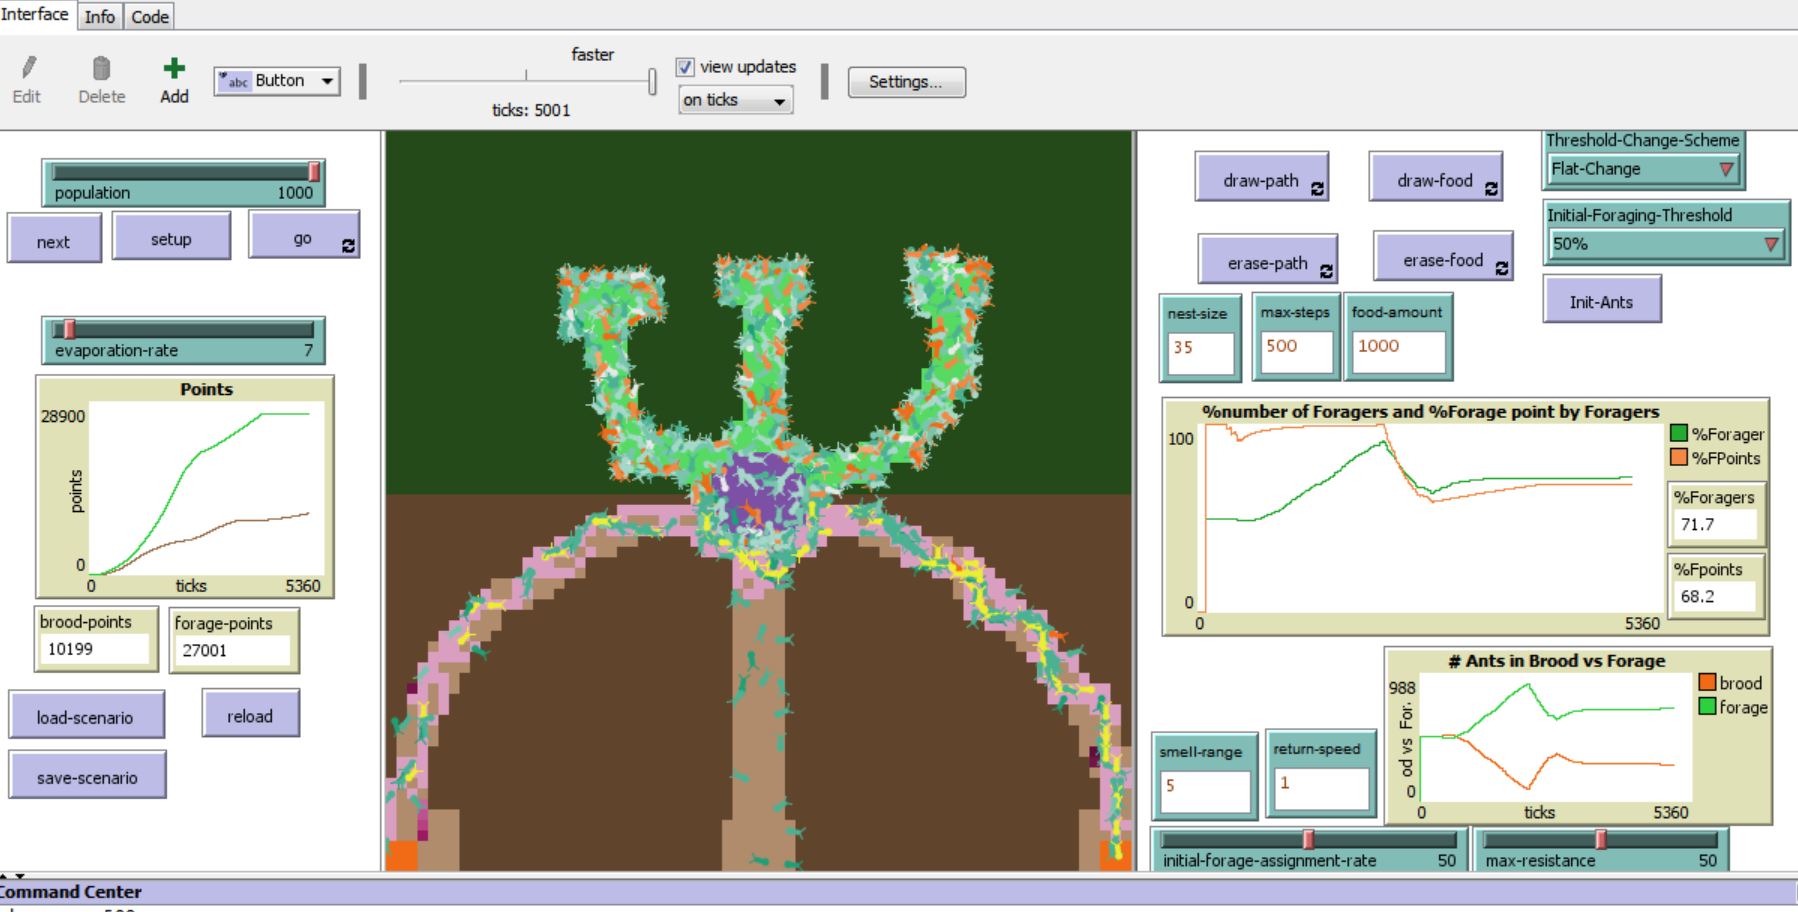 Interface Info Code
faster
Edit Delete Add abc Button view updates Settings...
ticks: 5001 on ticks
population 1000
next setup go
evaporation-rate 7
Points
28900
points
0
0 ticks 5360
brood-points forage-points
10199 27001
load-scenario reload
save-scenario
draw-path draw-food
erase-path erase-food
Threshold-Change-Scheme
Flat-Change
Initial-Foraging-Threshold
50%
Init-Ants
nest-size max-steps food-amount
35 500 1000
%number of Foragers and %Forage point by Foragers
100
%Forager
%FPoints
%Foragers
71.7
%Fpoints
68.2
0
0 5360
# Ants in Brood vs Forage
988
brood
forage
od vs For.
0
0 ticks 5360
smell-range return-speed
5 1
initial-forage-assignment-rate 50 max-resistance 50
Command Center